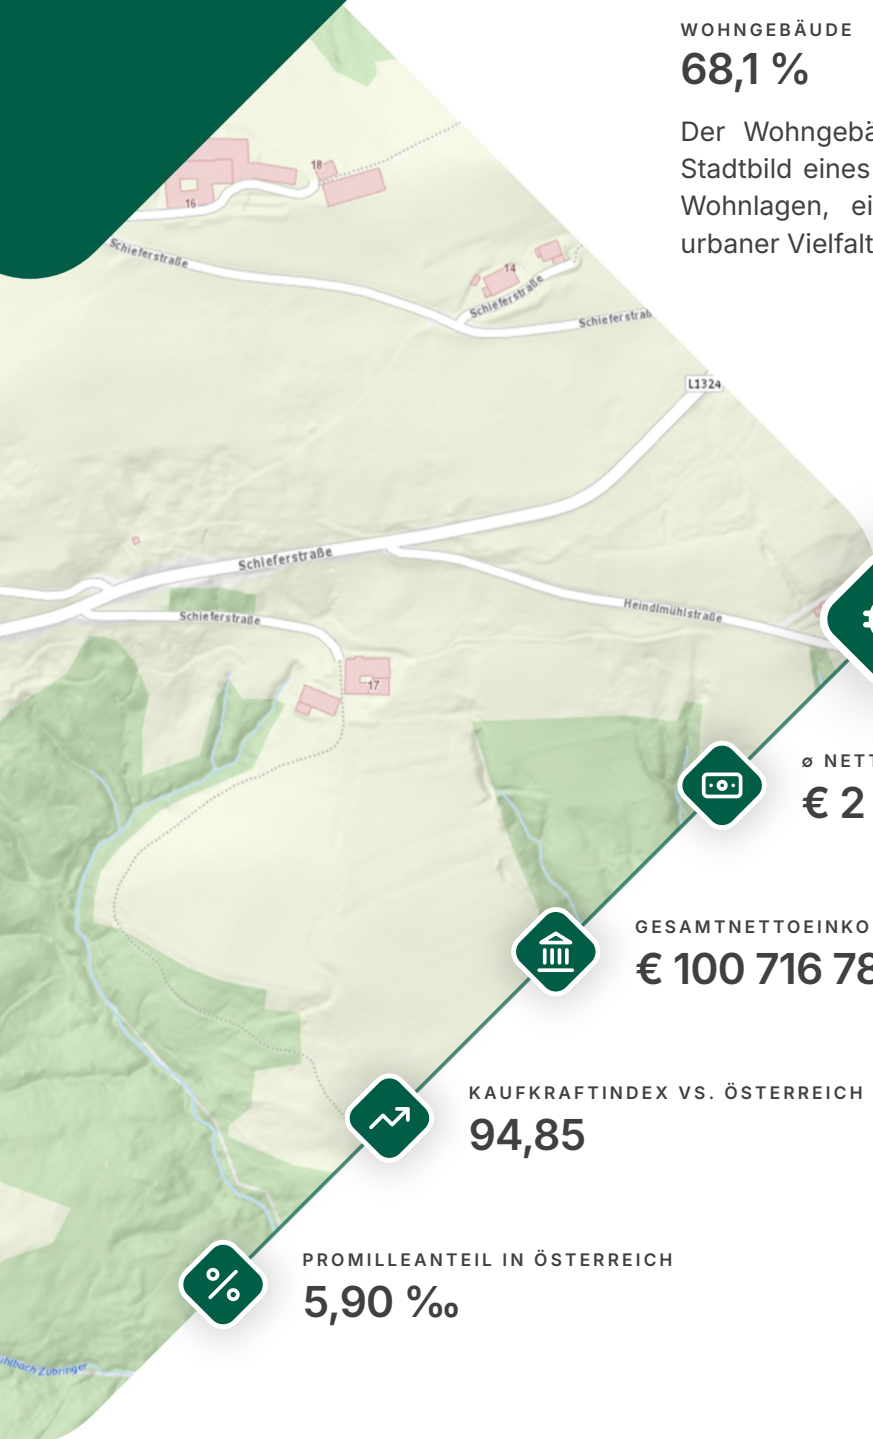 WOHNGEBÄUDE
68,1 %
Der Wohngebä
Stadtbild eines
Wohnlagen, ei
urbaner Vielfalt
18
16
Schieferstraße
14
Schieferstraße
Schieferstraß
L1324
Schieferstraße
Schieferstraße
Heindlmühlstraße
17
ø NETT
€ 2
GESAMTNETTOEINKO
€ 100 716 78
KAUFKRAFTINDEX VS. ÖSTERREICH
94,85
PROMILLEANTEIL IN ÖSTERREICH
5,90 ‰
ühlbach Zubringer